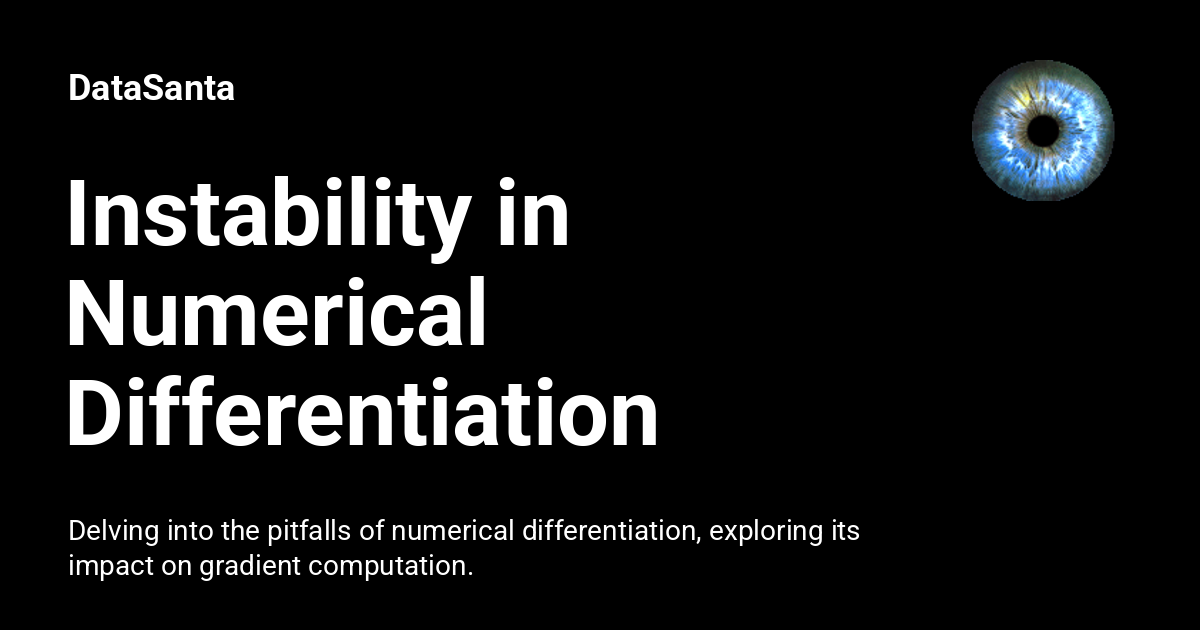 DataSanta
Instability in
Numerical
Differentiation
Delving into the pitfalls of numerical differentiation, exploring its
impact on gradient computation.